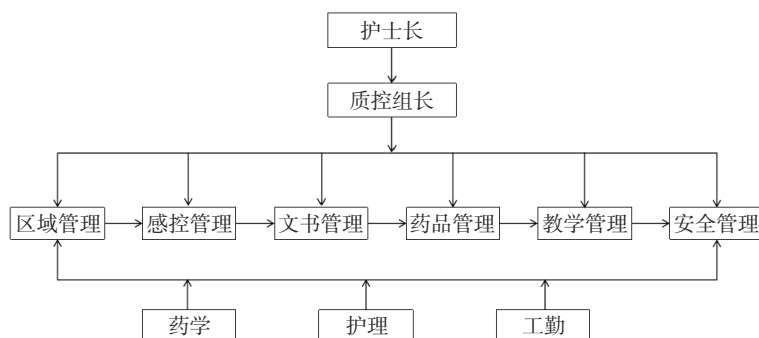 护士长
质控组长
区域管理
感控管理
文书管理
药品管理
教学管理
安全管理
药学
护理
工勤